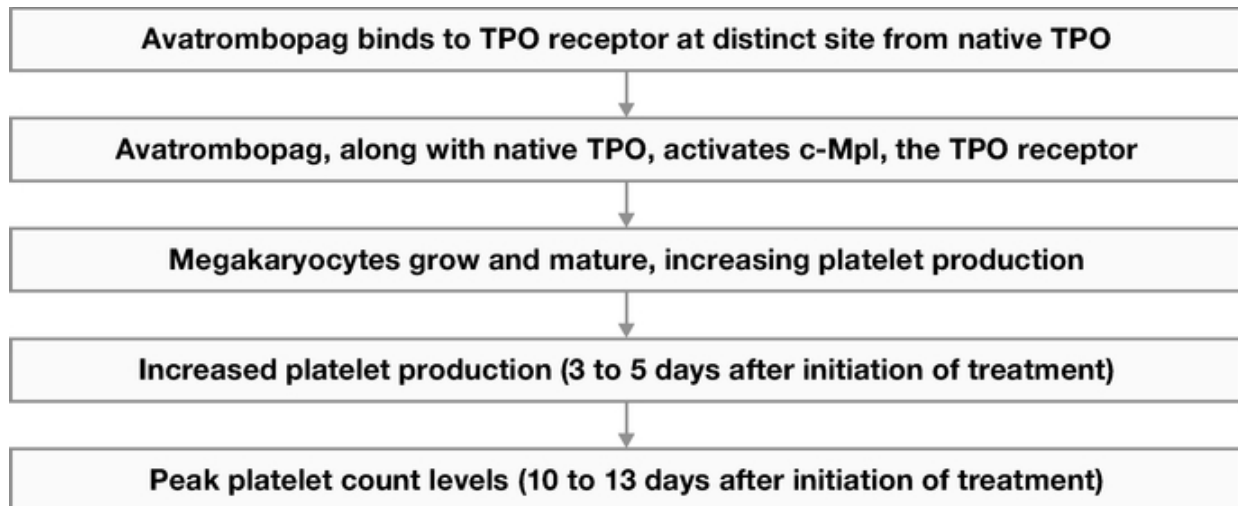 Avatrombopag binds to TPO receptor at distinct site from native TPO
Avatrombopag, along with native TPO, activates c-Mpl, the TPO receptor
Megakaryocytes grow and mature, increasing platelet production
Increased platelet production (3 to 5 days after initiation of treatment)
Peak platelet count levels (10 to 13 days after initiation of treatment)